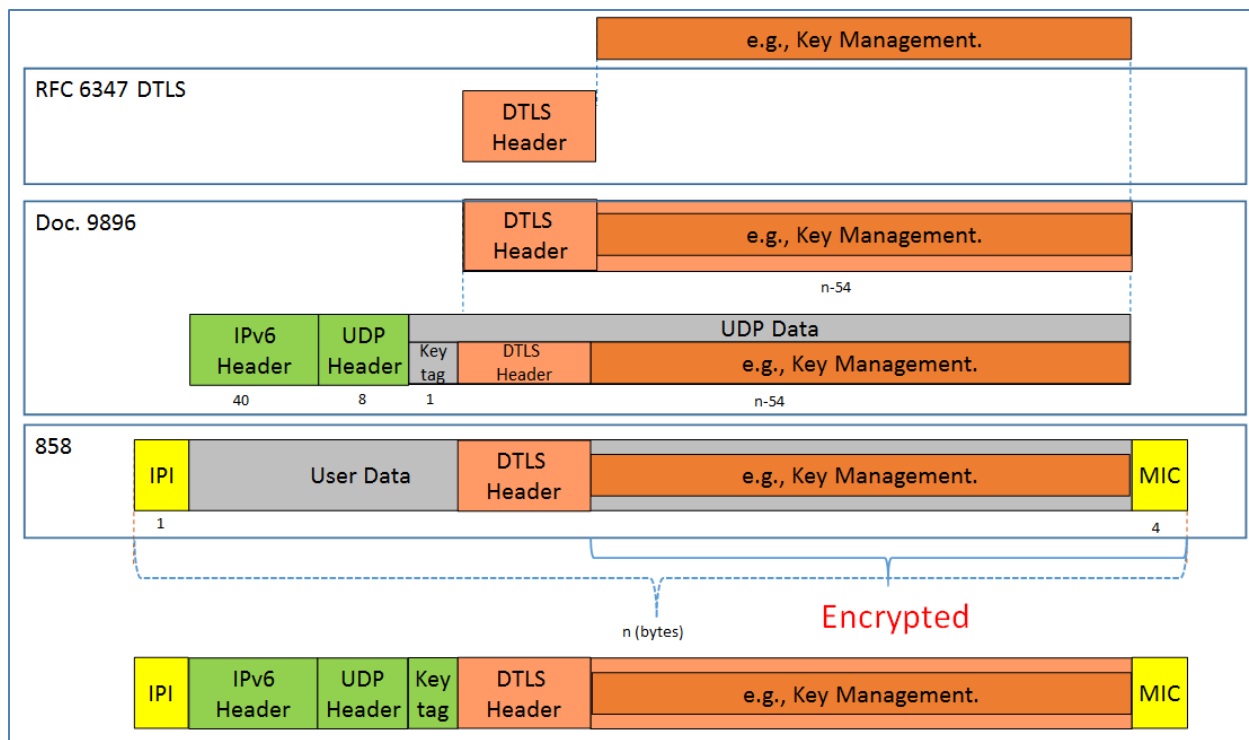 e.g., Key Management.
RFC 6347 DTLS
DTLS
Header
Doc. 9896
DTLS
Header
e.g., Key Management.
n-54
IPv6
Header
UDP
Header
UDP Data
Key
tag
DTLS
Header
e.g., Key Management.
40
8
1
n-54
858
IPI
User Data
DTLS
Header
e.g., Key Management.
MIC
1
4
Encrypted
n (bytes)
IPI
IPv6
Header
UDP
Header
Key
tag
DTLS
Header
e.g., Key Management.
MIC